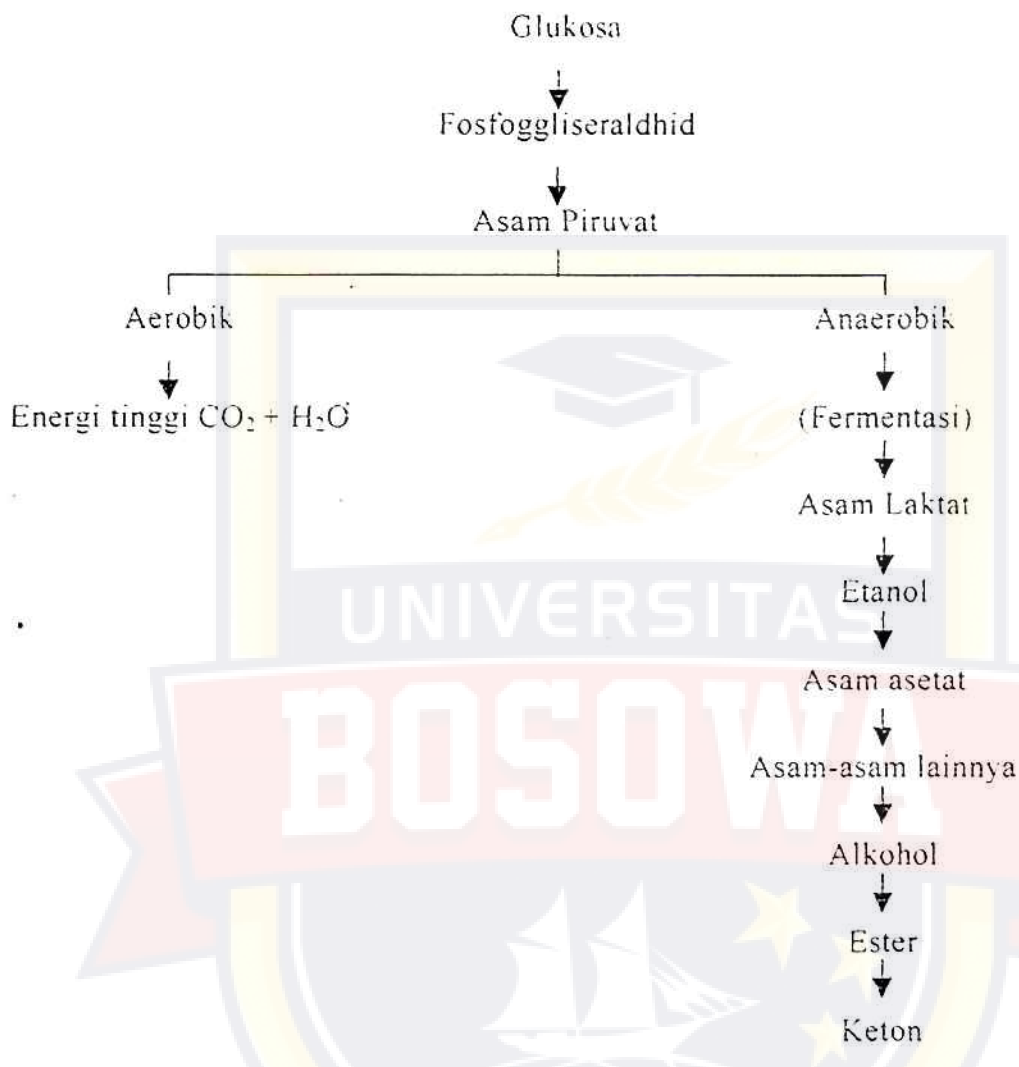 Glukosa
Fosfoggliseraldhid
Asam Piruvat
Aerobik
Anaerobik
Energi tinggi CO₂ + H₂O
(Fermentasi)
Asam Laktat
Etanol
UNIVERSITAS
Asam asetat
BOSOWA
Asam-asam lainnya
Alkohol
Ester
Keton